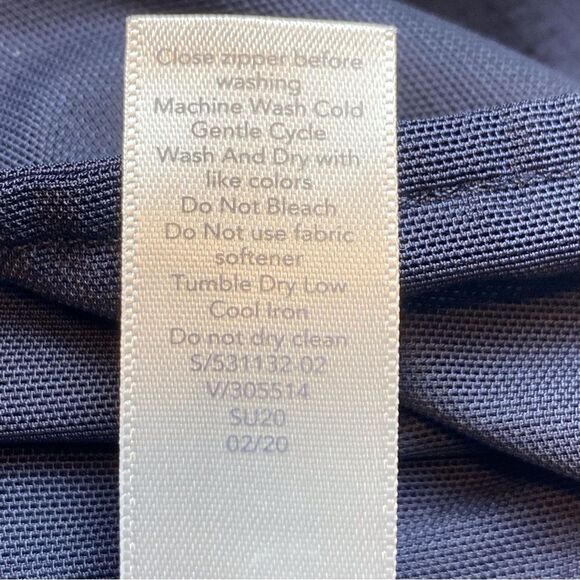 Close zipper before
washing
Machine Wash Cold
Gentle Cycle
Wash And Dry with
like colors
Do Not Bleach
Do Not use fabric
softener
Tumble Dry Low
Cool Iron
Do not dry clean
S/531132-02
V/305514
SU20
02/20